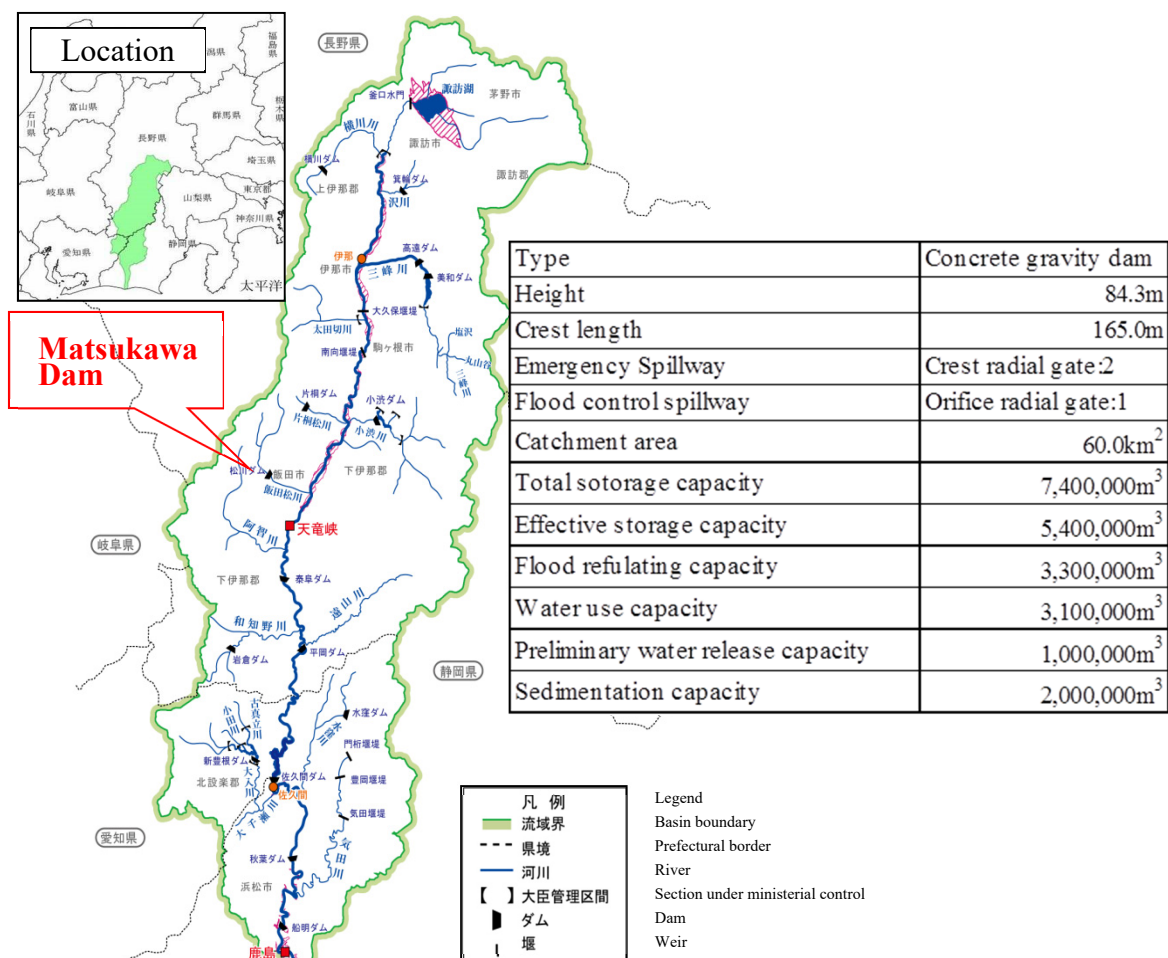 Location
潟県
福島県
富山県
石川県
群馬県
栃木県
長野県
埼玉県
岐阜県
山梨県
東京都
神奈川県
愛知県
静岡県
太平洋
長野県
釜口水門
諏訪湖
茅野市
横川川
諏訪市
横川ダム
箕輪ダム
諏訪郡
上伊那郡
沢川
高遠ダム
伊那
伊那市
三峰川
美和ダム
大久保堰堤
太田切川
塩沢
駒ヶ根市
丸山谷
南向堰堤
三峰川
Matsukawa
Dam
片桐ダム
小渋ダム
片桐松川
小渋川
松川ダム
飯田市
下伊那郡
飯田松川
天竜峡
阿智川
岐阜県
下伊那郡
泰阜ダム
遠山川
和知野川
岩倉ダム
平岡ダム
静岡県
水窪ダム
古真立川
水窪川
門桁堰堤
新豊根ダム
大入川
佐久間ダム
豊岡堰堤
北設楽郡
佐久間
大千瀬川
気田堰堤
愛知県
気田川
秋葉ダム
浜松市
船明ダム
鹿島
Type Concrete gravity dam
Height 84.3m
Crest length 165.0m
Emergency Spillway Crest radial gate:2
Flood control spillway Orifice radial gate:1
Catchment area 60.0km²
Total sotorage capacity 7,400,000m³
Effective storage capacity 5,400,000m³
Flood refulating capacity 3,300,000m³
Water use capacity 3,100,000m³
Preliminary water release capacity 1,000,000m³
Sedimentation capacity 2,000,000m³
凡 例 Legend
流域界 Basin boundary
県境 Prefectural border
河川 River
大臣管理区間 Section under ministerial control
ダム Dam
堰 Weir